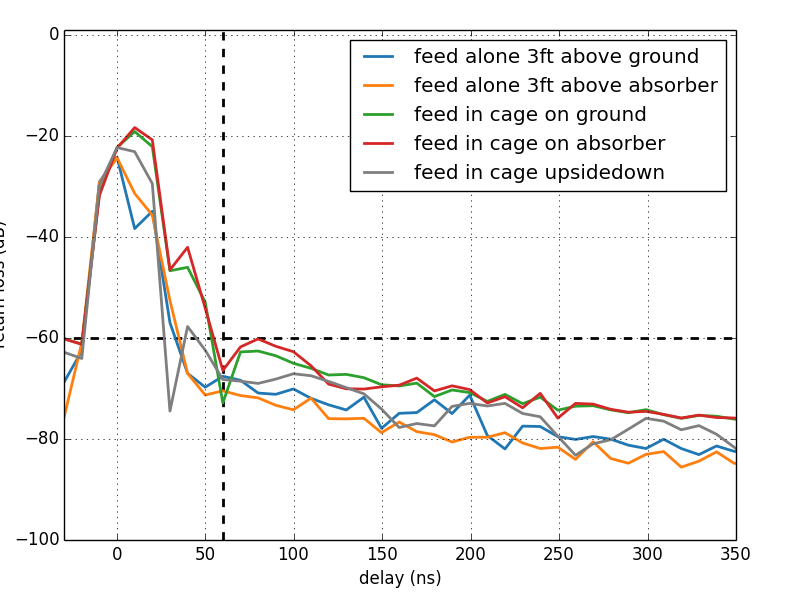 feed alone 3ft above ground
feed alone 3ft above absorber
feed in cage on ground
feed in cage on absorber
feed in cage upsidedown
0
−20
−40
−60
−80
−100
0
50
100
150
200
250
300
350
delay (ns)
loss (dB)